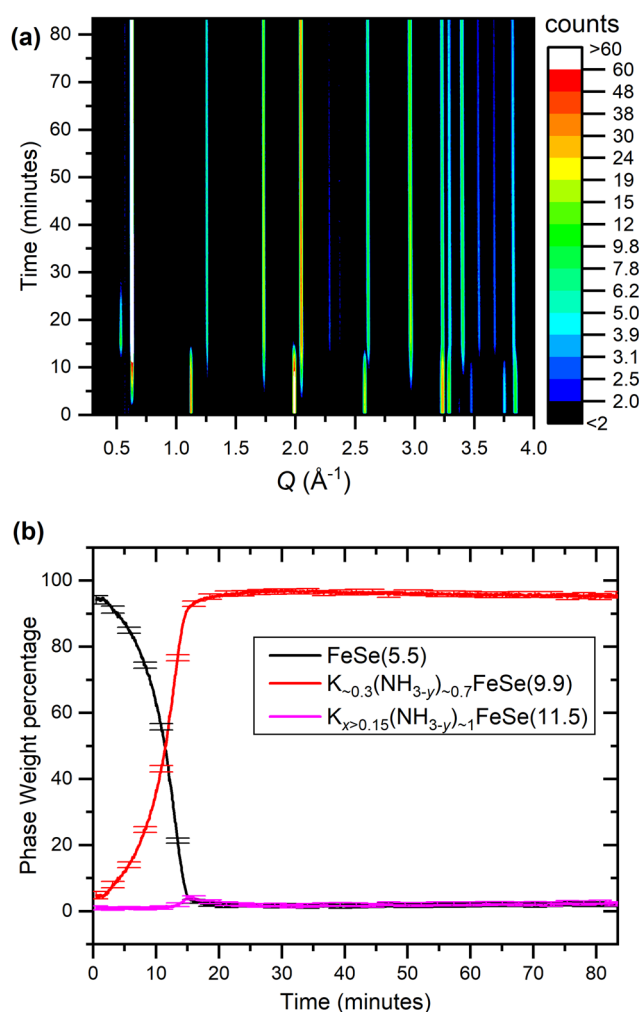 (a)
counts
Time (minutes)
80
70
60
50
40
30
20
10
0
0.5 1.0 1.5 2.0 2.5 3.0 3.5 4.0
Q (Å⁻¹)
>60
60
48
38
30
24
19
15
12
9.8
7.8
6.2
5.0
3.9
3.1
2.5
2.0
<2
(b)
Phase Weight percentage
100
80
60
40
20
0
FeSe(5.5)
K~0.3(NH3-y)~0.7FeSe(9.9)
Kx>0.15(NH3-y)~1FeSe(11.5)
0 10 20 30 40 50 60 70 80
Time (minutes)